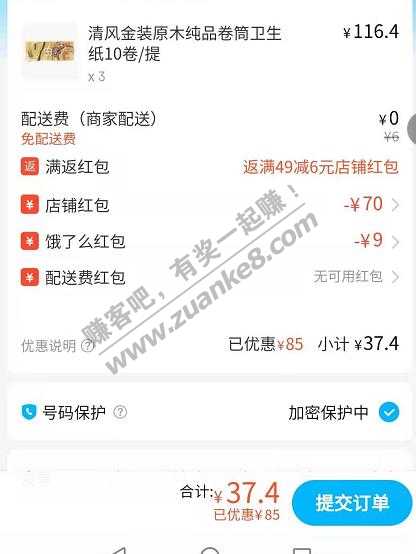 清风金装原木纯品卷筒卫生 ¥116.4
纸10卷/提
x 3
配送费（商家配送） ¥0
免配送费 ¥6
返 满返红包 返满49减6元店铺红包
¥ 店铺红包 -¥70
¥ 饿了么红包 -¥9
¥ 配送费红包 无可用红包
赚客吧，有奖一起赚！
www.zuanke8.com
优惠说明 ? 已优惠¥85 小计 ¥37.4
号码保护 ? 加密保护中
合计:¥37.4 提交订单
已优惠¥85